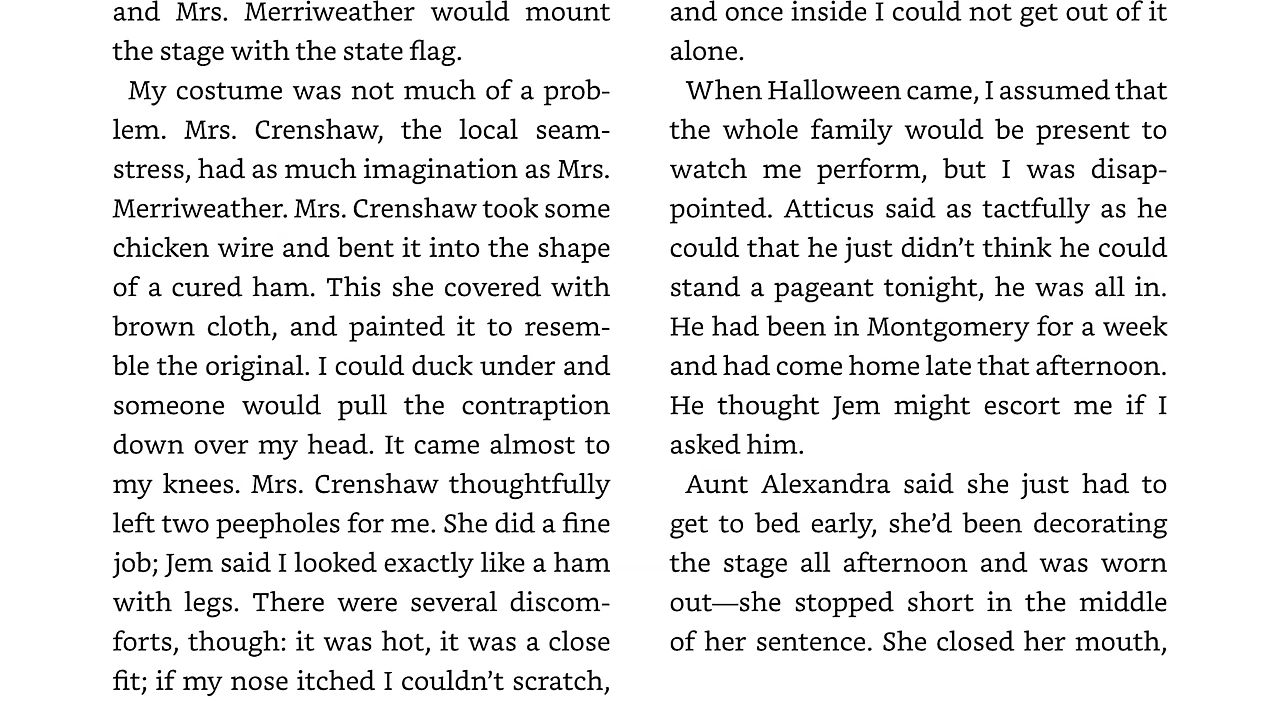 and Mrs. Merriweather would mount
the stage with the state flag.
My costume was not much of a prob-
lem. Mrs. Crenshaw, the local seam-
stress, had as much imagination as Mrs.
Merriweather. Mrs. Crenshaw took some
chicken wire and bent it into the shape
of a cured ham. This she covered with
brown cloth, and painted it to resem-
ble the original. I could duck under and
someone would pull the contraption
down over my head. It came almost to
my knees. Mrs. Crenshaw thoughtfully
left two peepholes for me. She did a fine
job; Jem said I looked exactly like a ham
with legs. There were several discom-
forts, though: it was hot, it was a close
fit; if my nose itched I couldn’t scratch,
and once inside I could not get out of it
alone.
When Halloween came, I assumed that
the whole family would be present to
watch me perform, but I was disap-
pointed. Atticus said as tactfully as he
could that he just didn’t think he could
stand a pageant tonight, he was all in.
He had been in Montgomery for a week
and had come home late that afternoon.
He thought Jem might escort me if I
asked him.
Aunt Alexandra said she just had to
get to bed early, she’d been decorating
the stage all afternoon and was worn
out—she stopped short in the middle
of her sentence. She closed her mouth,